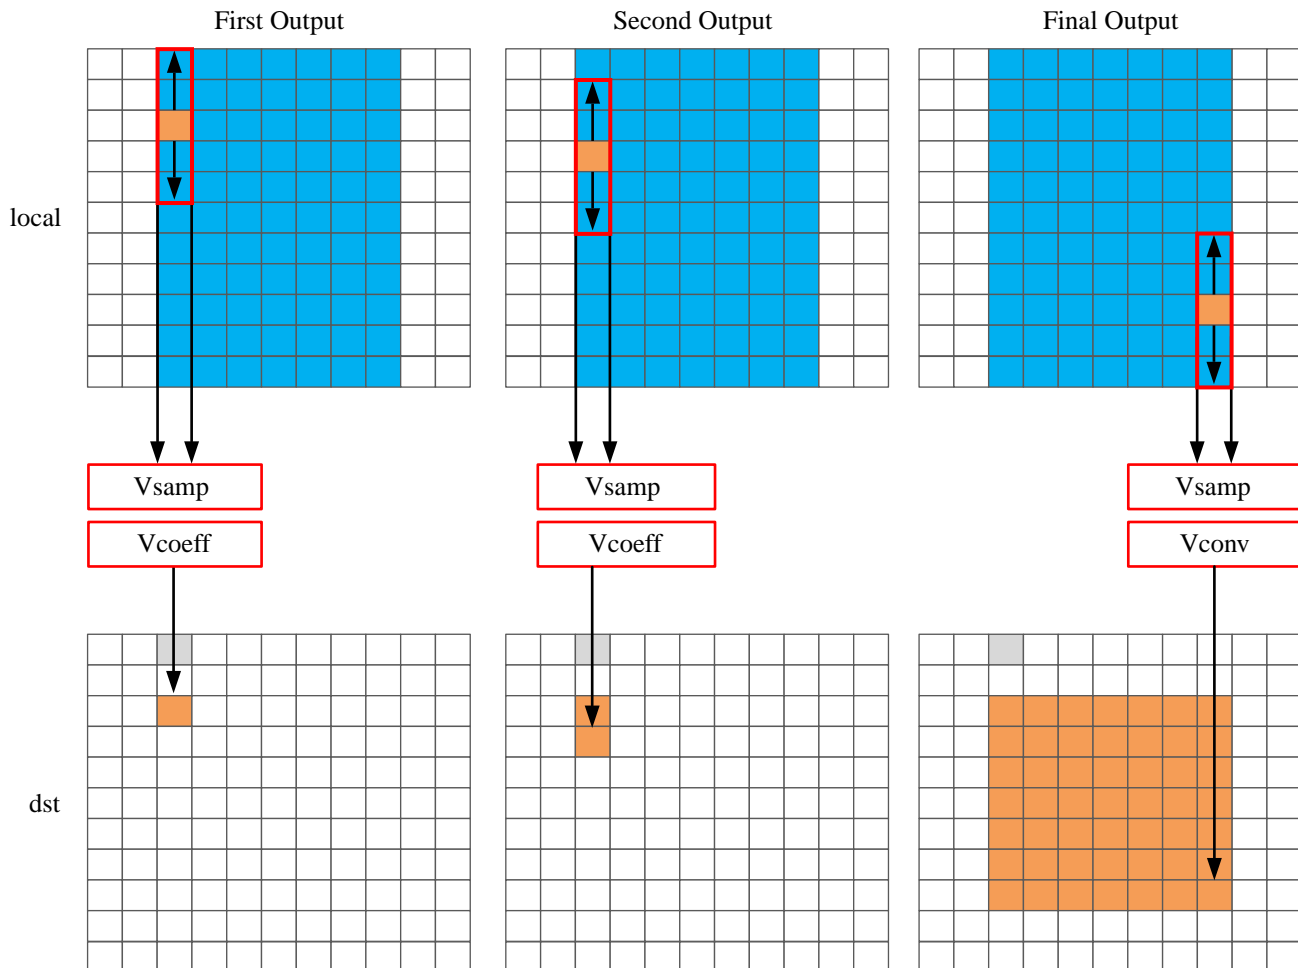 First Output
Second Output
Final Output
local
Vsamp
Vsamp
Vsamp
Vcoeff
Vcoeff
Vconv
dst